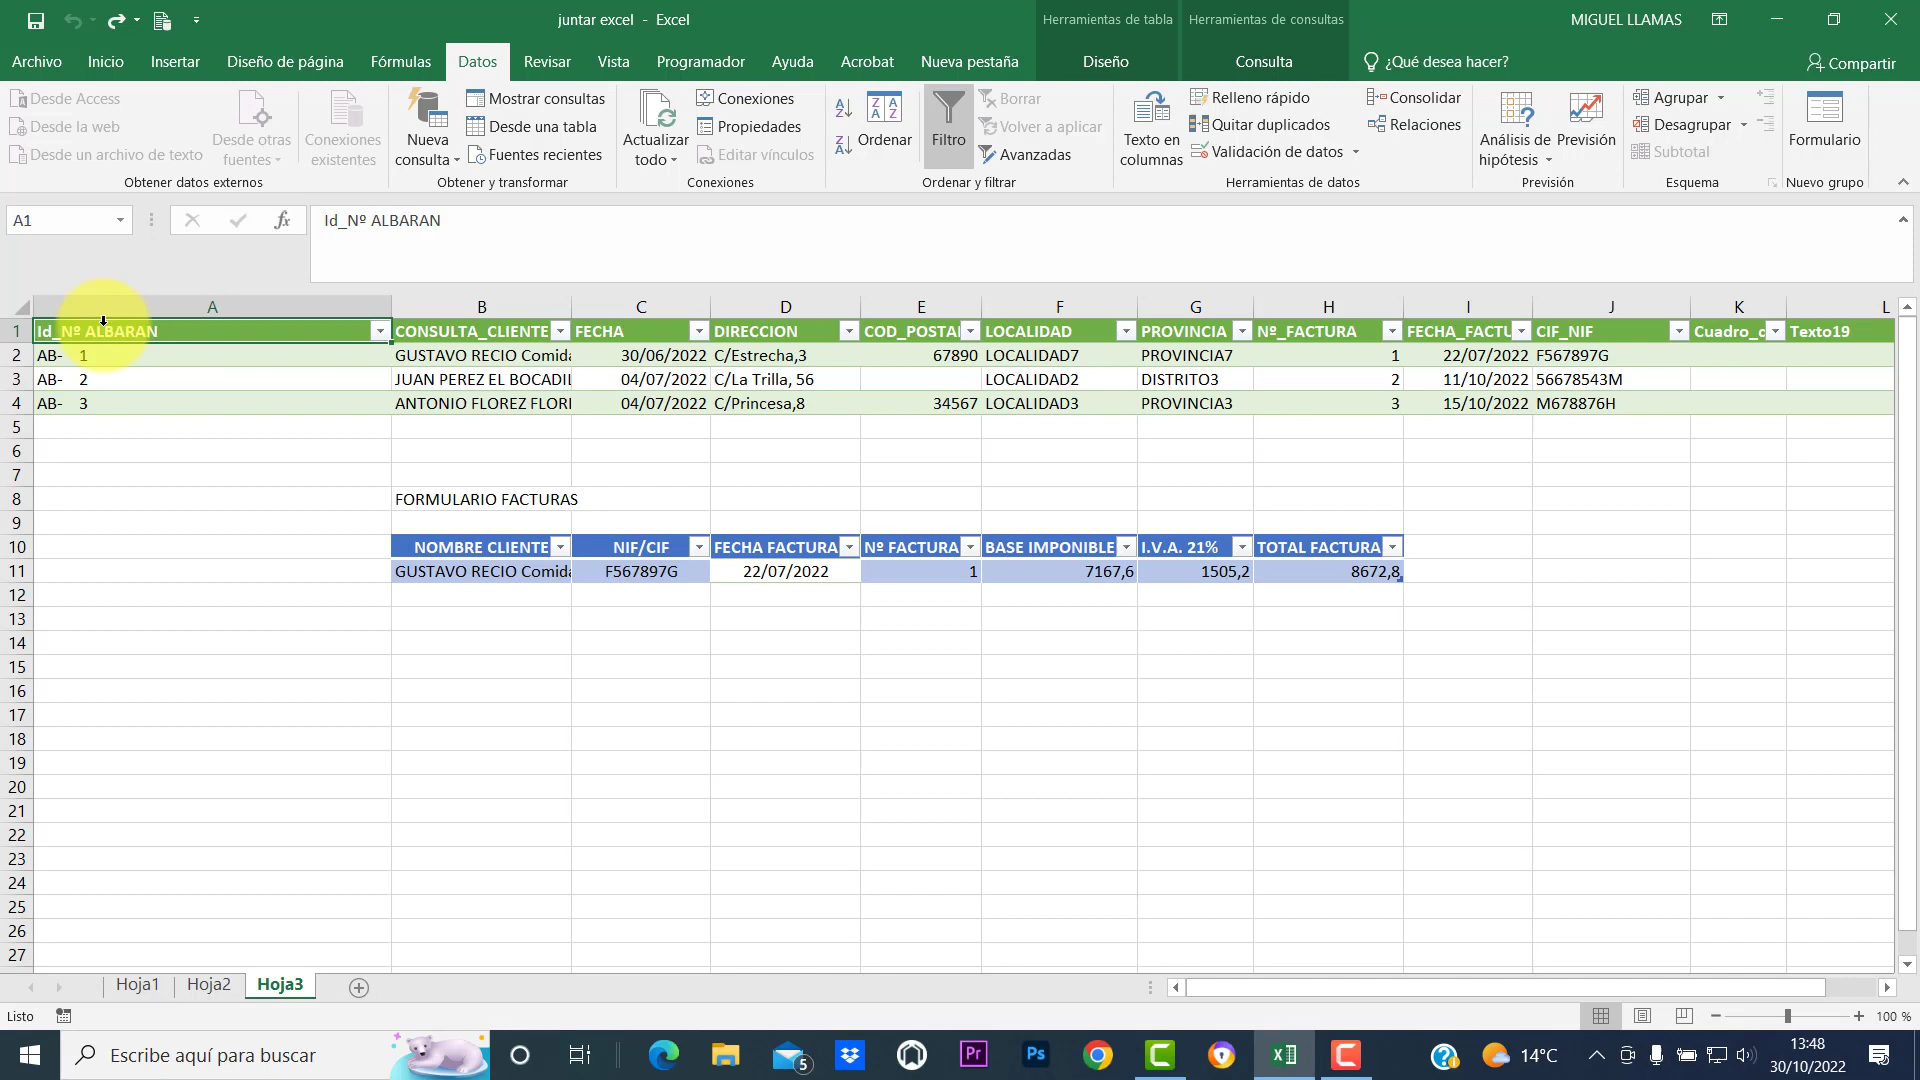 juntar excel - Excel
Herramientas de tabla
Herramientas de consultas
MIGUEL LLAMAS
Archivo
Inicio
Insertar
Diseño de página
Fórmulas
Datos
Revisar
Vista
Programador
Ayuda
Acrobat
Nueva pestaña
Diseño
Consulta
¿Qué desea hacer?
Compartir
Desde Access
Desde la web
Desde un archivo de texto
Desde otras fuentes
Conexiones existentes
Obtener datos externos
Nueva consulta
Mostrar consultas
Desde una tabla
Fuentes recientes
Obtener y transformar
Actualizar todo
Conexiones
Propiedades
Editar vínculos
Conexiones
Ordenar
Filtro
Borrar
Volver a aplicar
Avanzadas
Ordenar y filtrar
Texto en columnas
Relleno rápido
Quitar duplicados
Validación de datos
Consolidar
Relaciones
Herramientas de datos
Análisis de hipótesis
Previsión
Previsión
Agrupar
Desagrupar
Subtotal
Esquema
Formulario
Nuevo grupo
A1
fx
Id_Nº ALBARAN
A B C D E F G H I J K L
1 Id_Nº ALBARAN CONSULTA_CLIENTE FECHA DIRECCION COD_POSTAL LOCALIDAD PROVINCIA Nº_FACTURA FECHA_FACTU CIF_NIF Cuadro_c Texto19
2 AB- 1 GUSTAVO RECIO Comida 30/06/2022 C/Estrecha,3 67890 LOCALIDAD7 PROVINCIA7 1 22/07/2022 F567897G
3 AB- 2 JUAN PEREZ EL BOCADIL 04/07/2022 C/La Trilla, 56 LOCALIDAD2 DISTRITO3 2 11/10/2022 56678543M
4 AB- 3 ANTONIO FLOREZ FLORI 04/07/2022 C/Princesa,8 34567 LOCALIDAD3 PROVINCIA3 3 15/10/2022 M678876H
5
6
7
8 FORMULARIO FACTURAS
9
10 NOMBRE CLIENTE NIF/CIF FECHA FACTURA Nº FACTURA BASE IMPONIBLE I.V.A. 21% TOTAL FACTURA
11 GUSTAVO RECIO Comida F567897G 22/07/2022 1 7167,6 1505,2 8672,8
12
13
14
15
16
17
18
19
20
21
22
23
24
25
26
27
Hoja1 Hoja2 Hoja3
Listo
100 %
Escribe aquí para buscar
5
Pr
Ps
14°C
13:48
30/10/2022